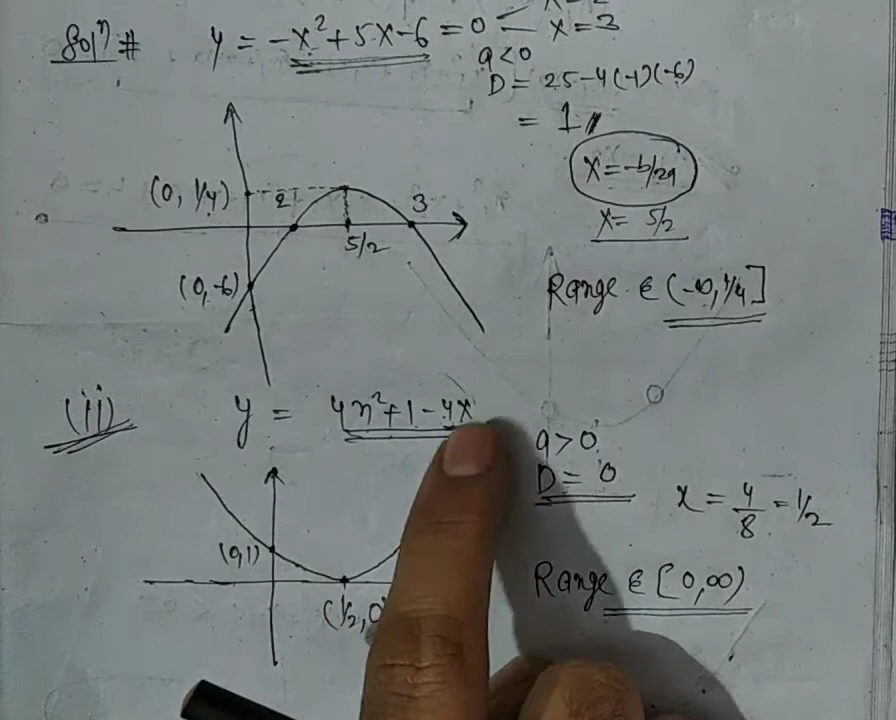 Solⁿ # y = -x²+5x-6 = 0 x=3
a<0
D = 25-4(-1)(-6)
= 1
x=-b/2a
x= 5/2
(0, 1/4) 2 3
5/2
(0,-6)
Range ∈ (-∞, 1/4]
(ii) y = 4x²+1-4x
a>0
D = 0
x = 4/8 = 1/2
(0,1)
(1/2, 0
Range ∈ [0,∞)